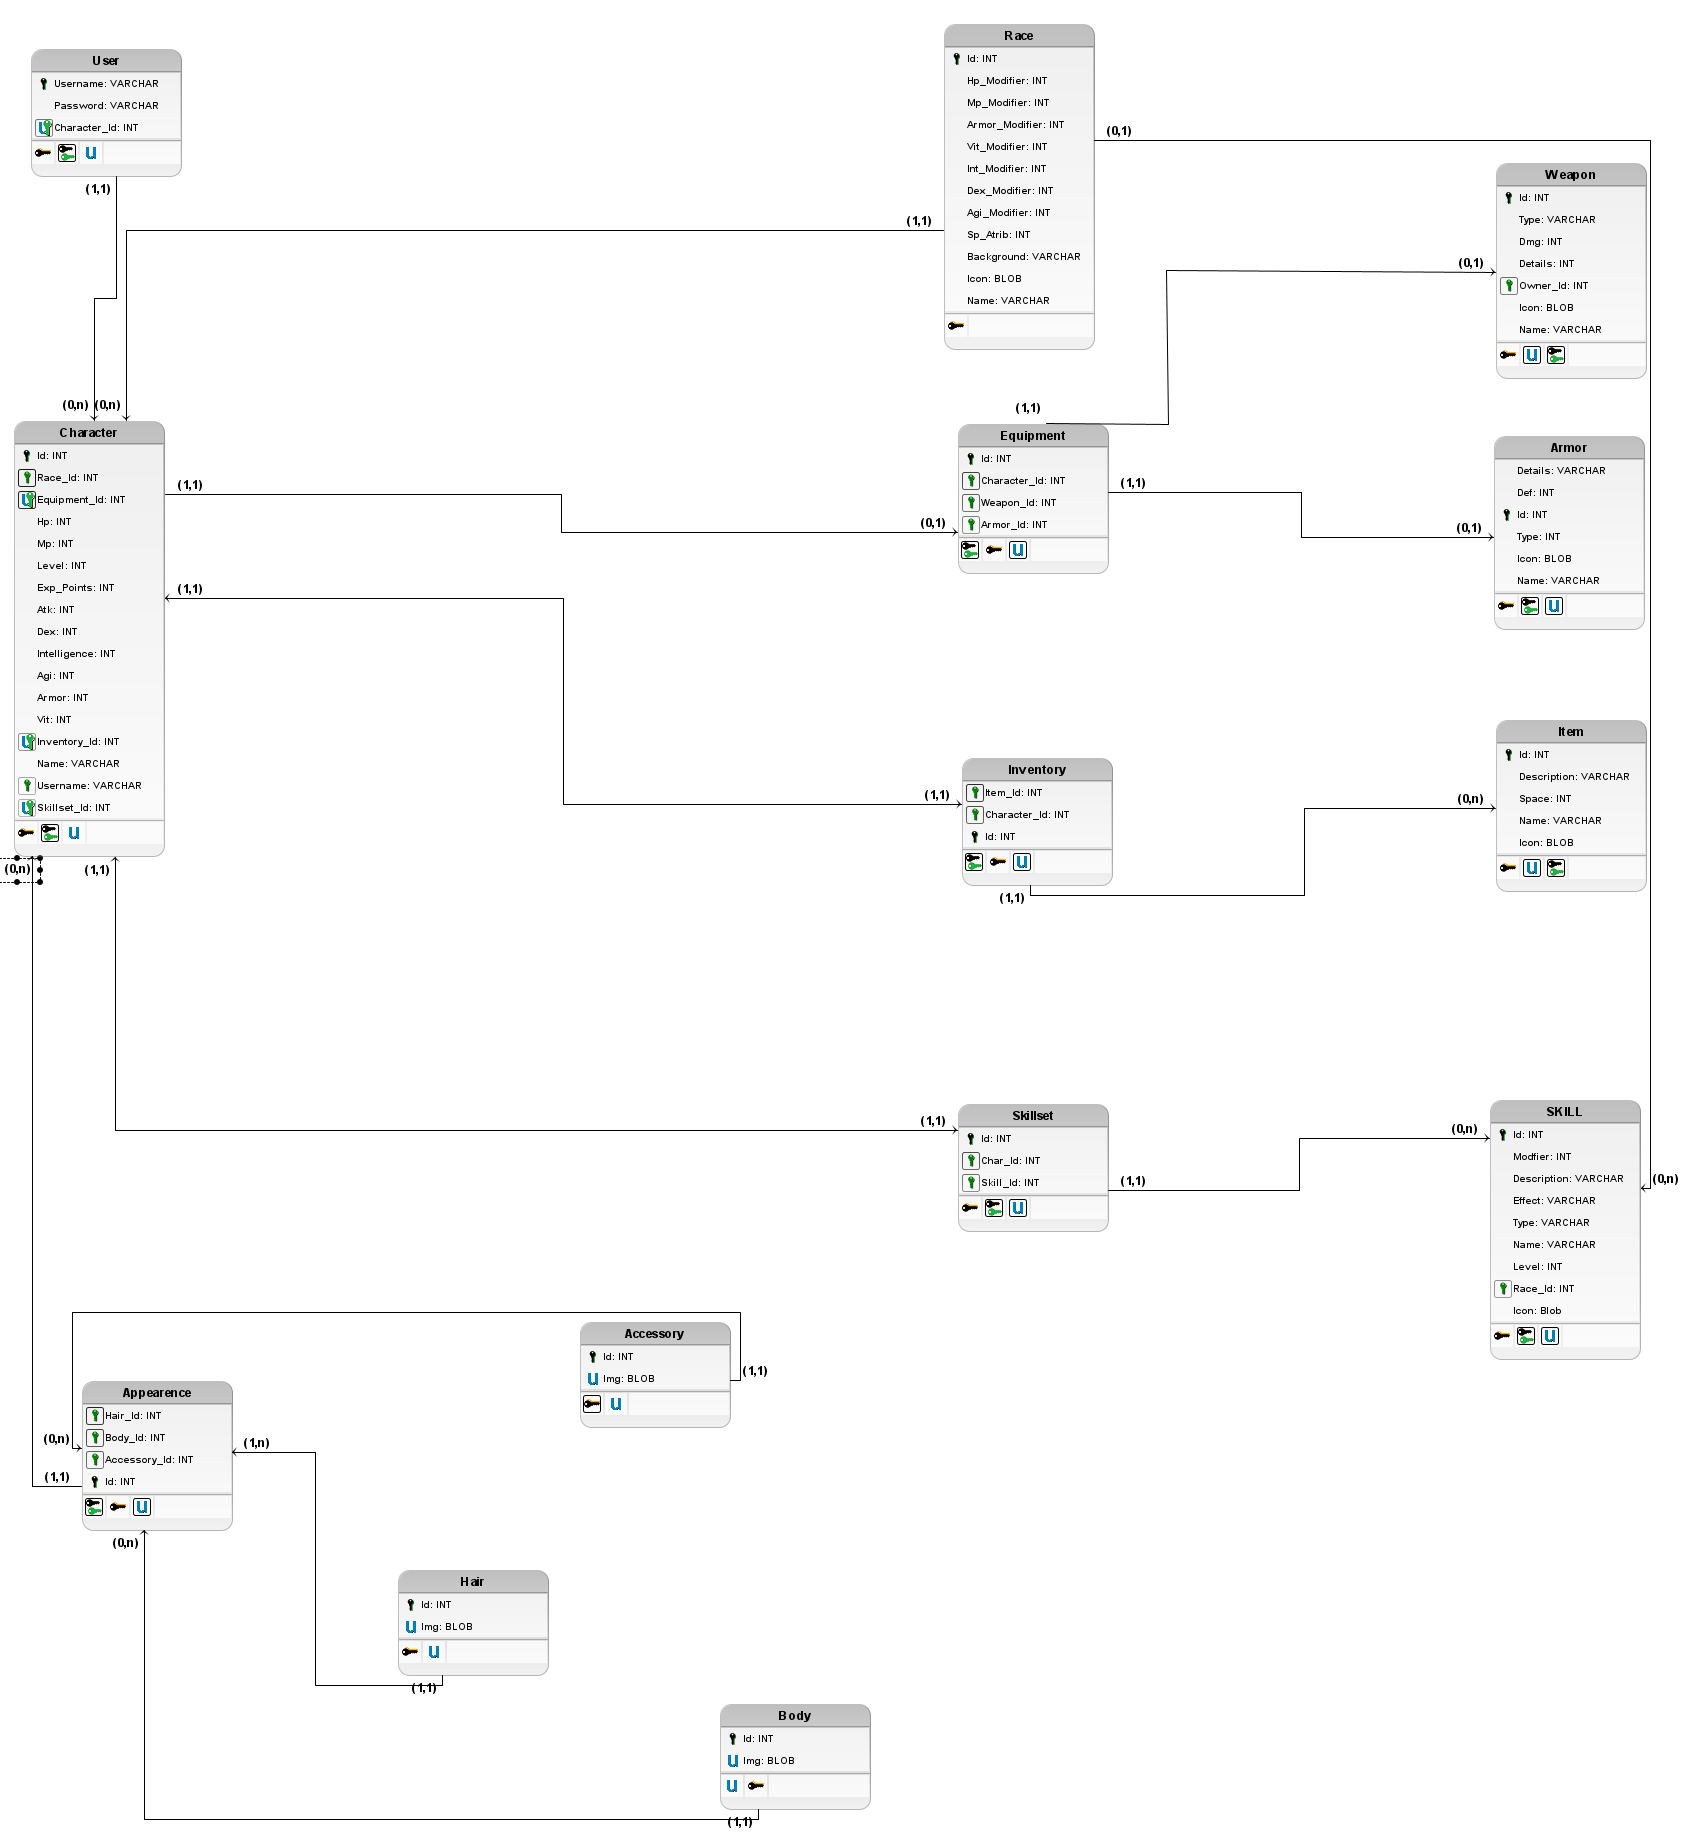 User
Username: VARCHAR
Password: VARCHAR
Character_Id: INT
(1,1)
Race
Id: INT
Hp_Modifier: INT
Mp_Modifier: INT
Armor_Modifier: INT
Vit_Modifier: INT
Int_Modifier: INT
Dex_Modifier: INT
Agi_Modifier: INT
Sp_Atrib: INT
Background: VARCHAR
Icon: BLOB
Name: VARCHAR
(0,1)
(1,1)
Weapon
Id: INT
Type: VARCHAR
Dmg: INT
Details: INT
Owner_Id: INT
Icon: BLOB
Name: VARCHAR
(0,1)
(0,n)
(0,n)
Character
Id: INT
Race_Id: INT
Equipment_Id: INT
Hp: INT
Mp: INT
Level: INT
Exp_Points: INT
Atk: INT
Dex: INT
Intelligence: INT
Agi: INT
Armor: INT
Vit: INT
Inventory_Id: INT
Name: VARCHAR
Username: VARCHAR
Skillset_Id: INT
(1,1)
(1,1)
(0,n)
(1,1)
(1,1)
Equipment
Id: INT
Character_Id: INT
Weapon_Id: INT
Armor_Id: INT
(0,1)
(1,1)
Armor
Details: VARCHAR
Def: INT
Id: INT
Type: INT
Icon: BLOB
Name: VARCHAR
(0,1)
Inventory
Item_Id: INT
Character_Id: INT
Id: INT
(1,1)
(1,1)
Item
Id: INT
Description: VARCHAR
Space: INT
Name: VARCHAR
Icon: BLOB
(0,n)
Skillset
Id: INT
Char_Id: INT
Skill_Id: INT
(1,1)
(1,1)
SKILL
Id: INT
Modfier: INT
Description: VARCHAR
Effect: VARCHAR
Type: VARCHAR
Name: VARCHAR
Level: INT
Race_Id: INT
Icon: Blob
(0,n)
(0,n)
Accessory
Id: INT
Img: BLOB
(1,1)
Appearence
Hair_Id: INT
Body_Id: INT
Accessory_Id: INT
Id: INT
(0,n)
(1,1)
(1,n)
(0,n)
Hair
Id: INT
Img: BLOB
(1,1)
Body
Id: INT
Img: BLOB
(1,1)